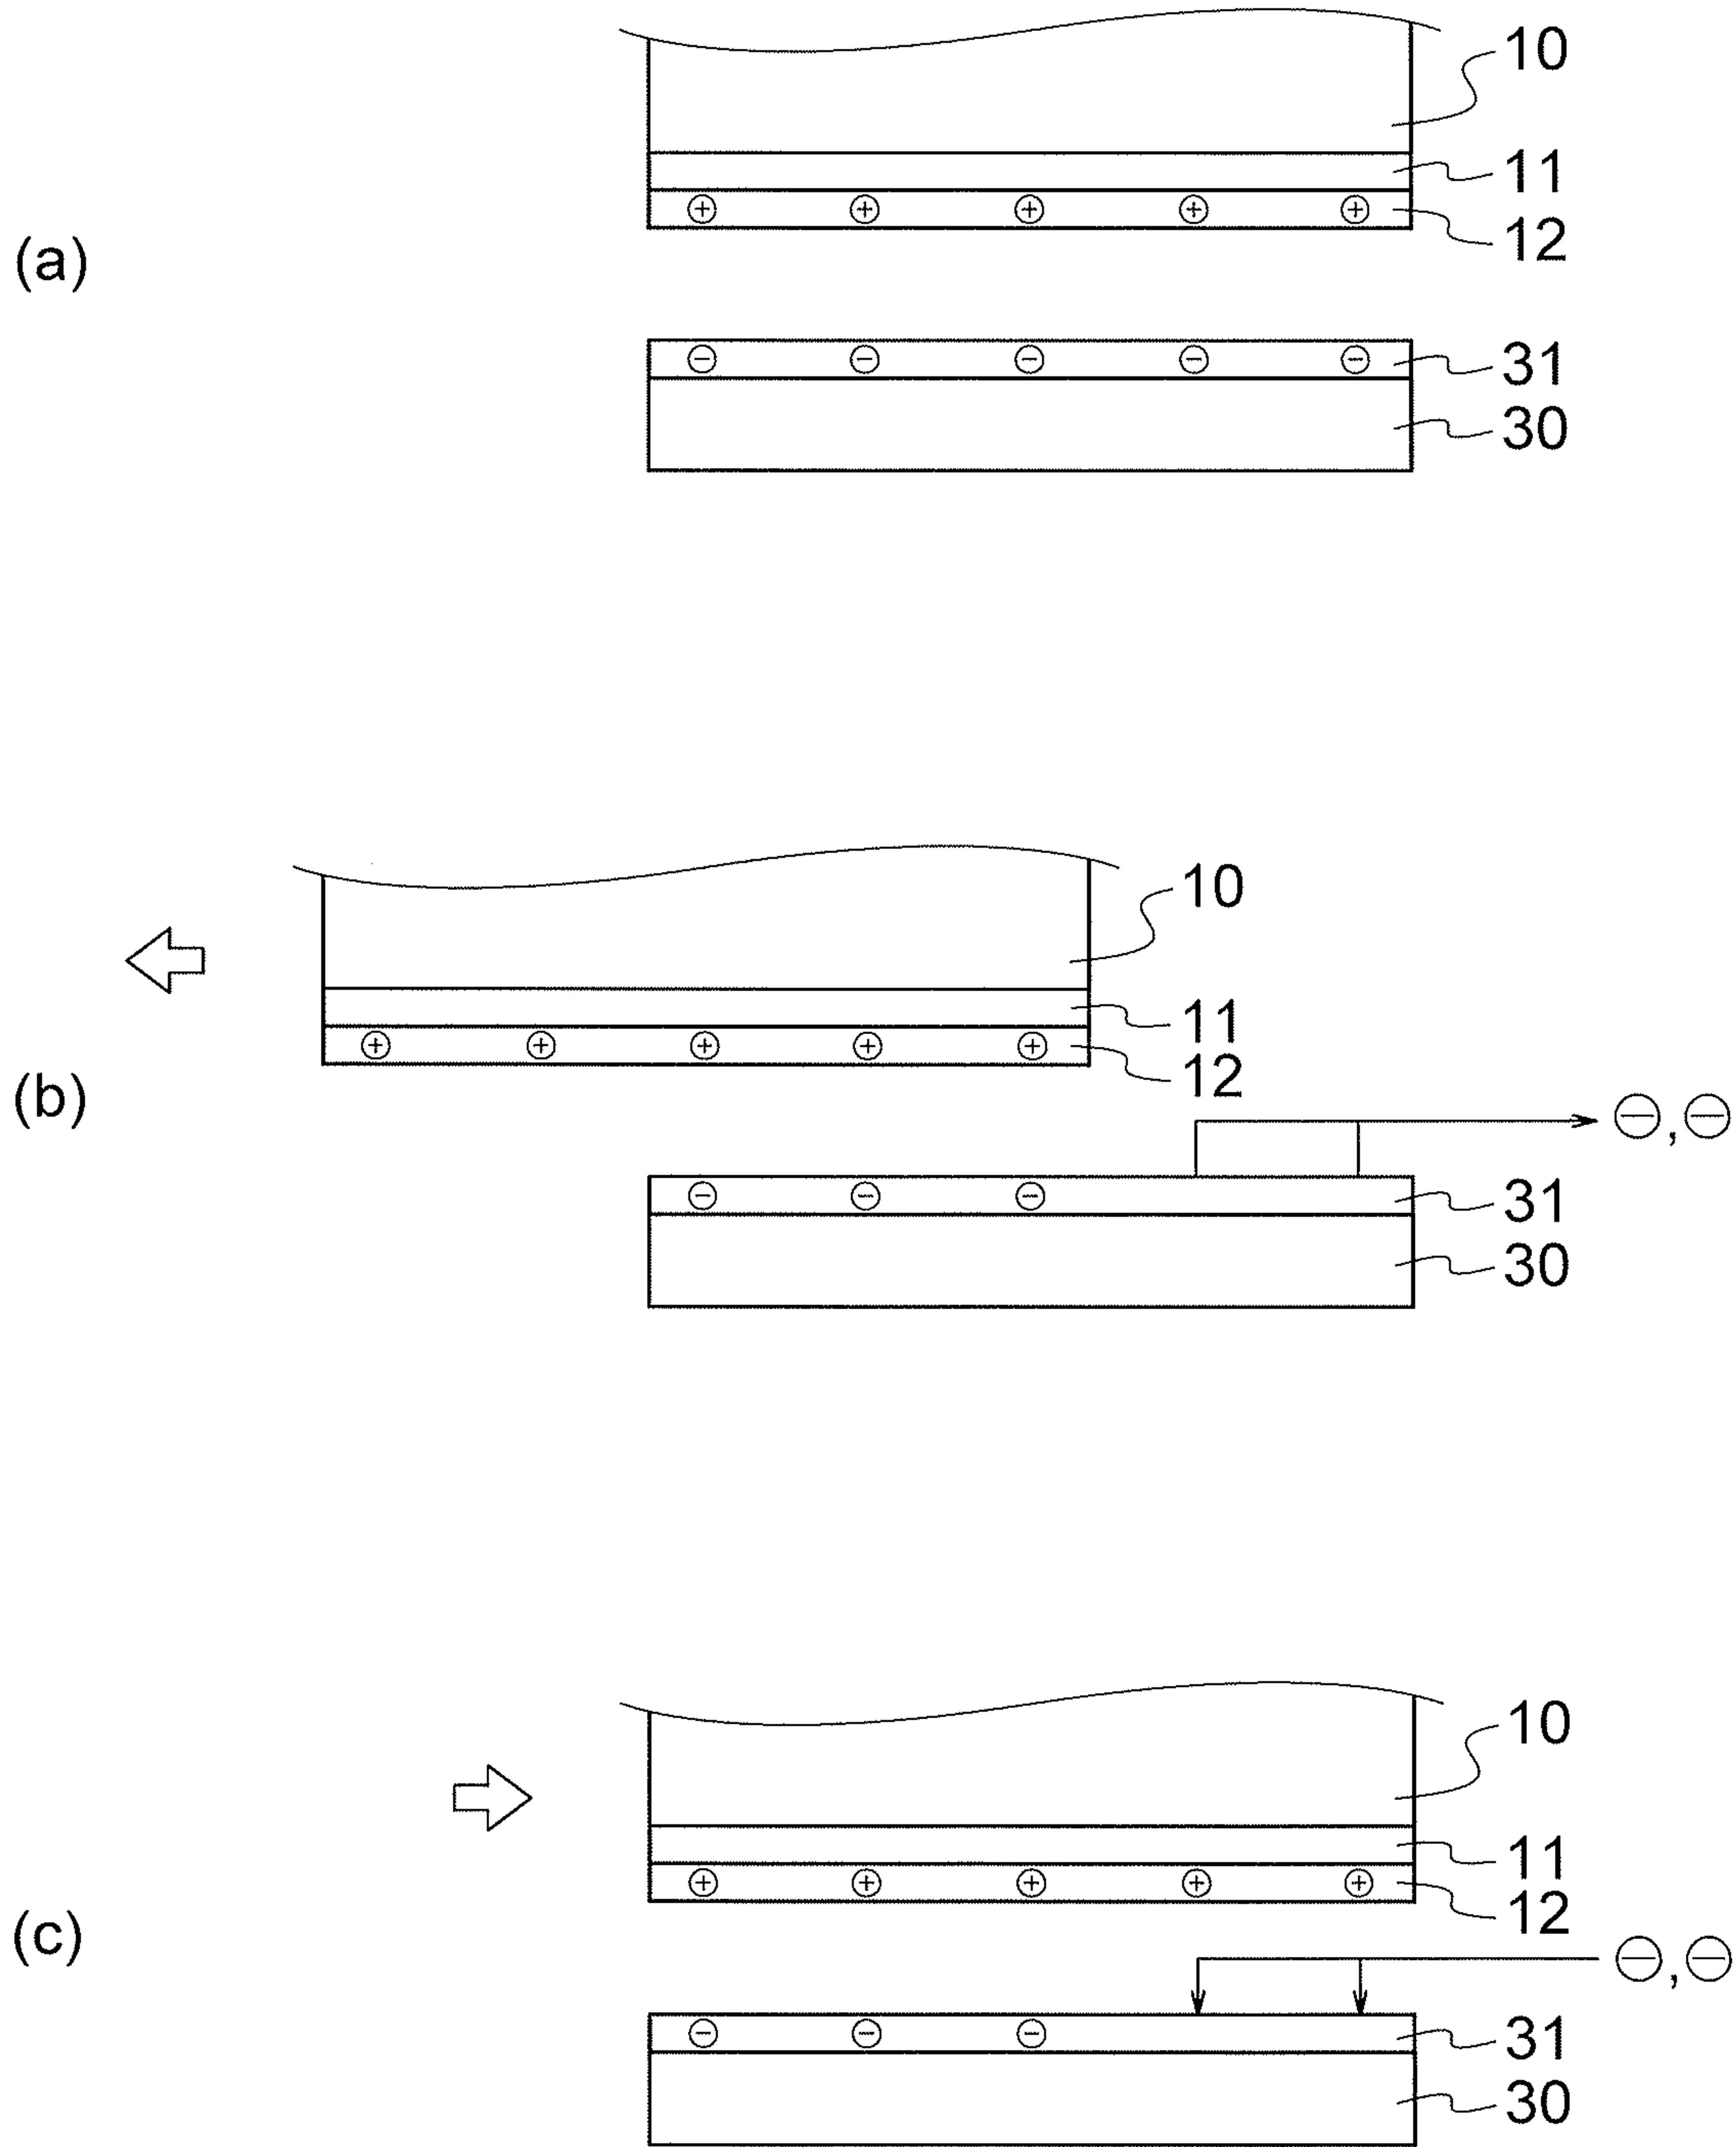 10
11
⊕ ⊕ ⊕ ⊕ ⊕
12
(a)
⊖ ⊖ ⊖ ⊖ ⊖
31
30
10
11
⊕ ⊕ ⊕ ⊕ ⊕
12
(b)
⊖,⊖
⊖ ⊖ ⊖
31
30
10
11
⊕ ⊕ ⊕ ⊕ ⊕
12
(c)
⊖,⊖
⊖ ⊖ ⊖
31
30